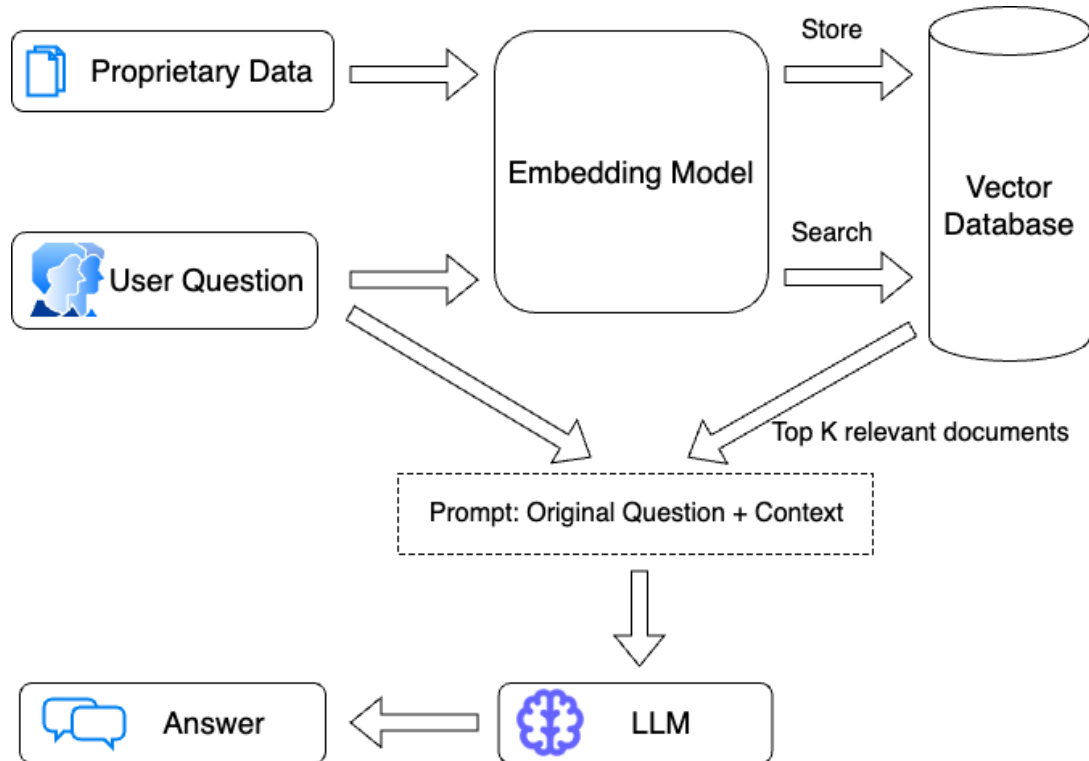 Proprietary Data
Store
Embedding Model
Vector
Database
User Question
Search
Top K relevant documents
Prompt: Original Question + Context
Answer
LLM